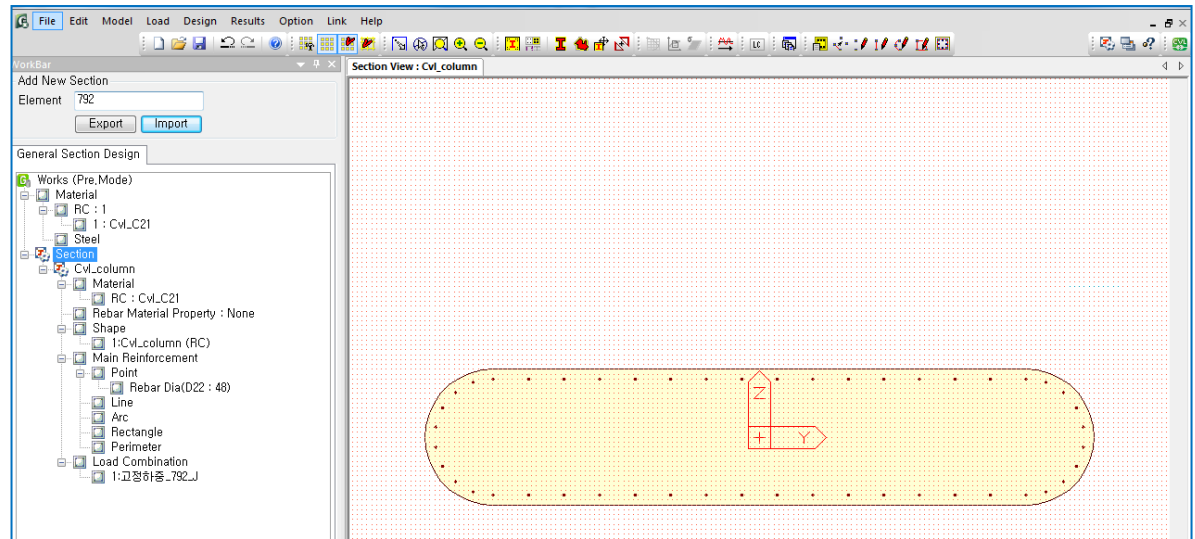 File Edit Model Load Design Results Option Link Help
LC
WorkBar
Section View : Cvl_column
Add New Section
Element 792
Export Import
General Section Design
Works (Pre,Mode)
Material
RC : 1
1 : Cvl_C21
Steel
Section
Cvl_column
Material
RC : Cvl_C21
Rebar Material Property : None
Shape
1:Cvl_column (RC)
Main Reinforcement
Point
Rebar Dia(D22 : 48)
Line
Arc
Rectangle
Perimeter
Load Combination
1:고정하중_792_J
Z
Y